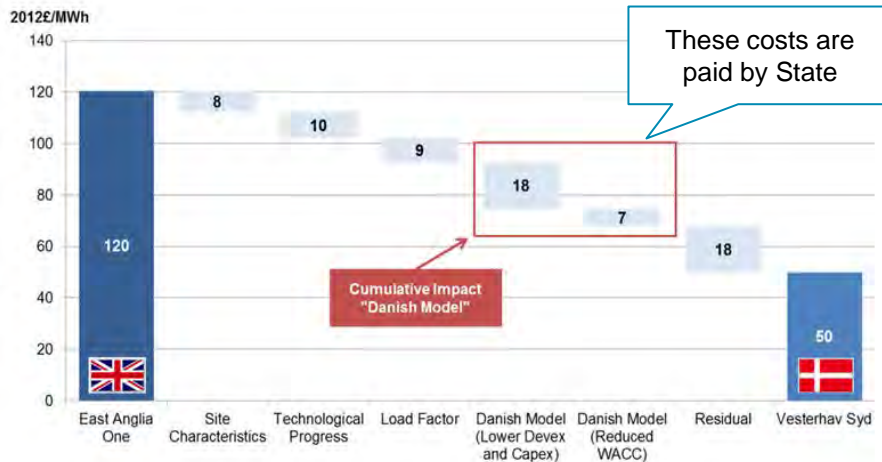 2012£/MWh
These costs are
paid by State
140
120
100
80
60
40
20
0
120
8
10
9
18
7
18
50
Cumulative Impact
"Danish Model"
East Anglia
One
Site
Characteristics
Technological
Progress
Load Factor
Danish Model
(Lower Devex
and Capex)
Danish Model
(Reduced
WACC)
Residual
Vesterhav Syd